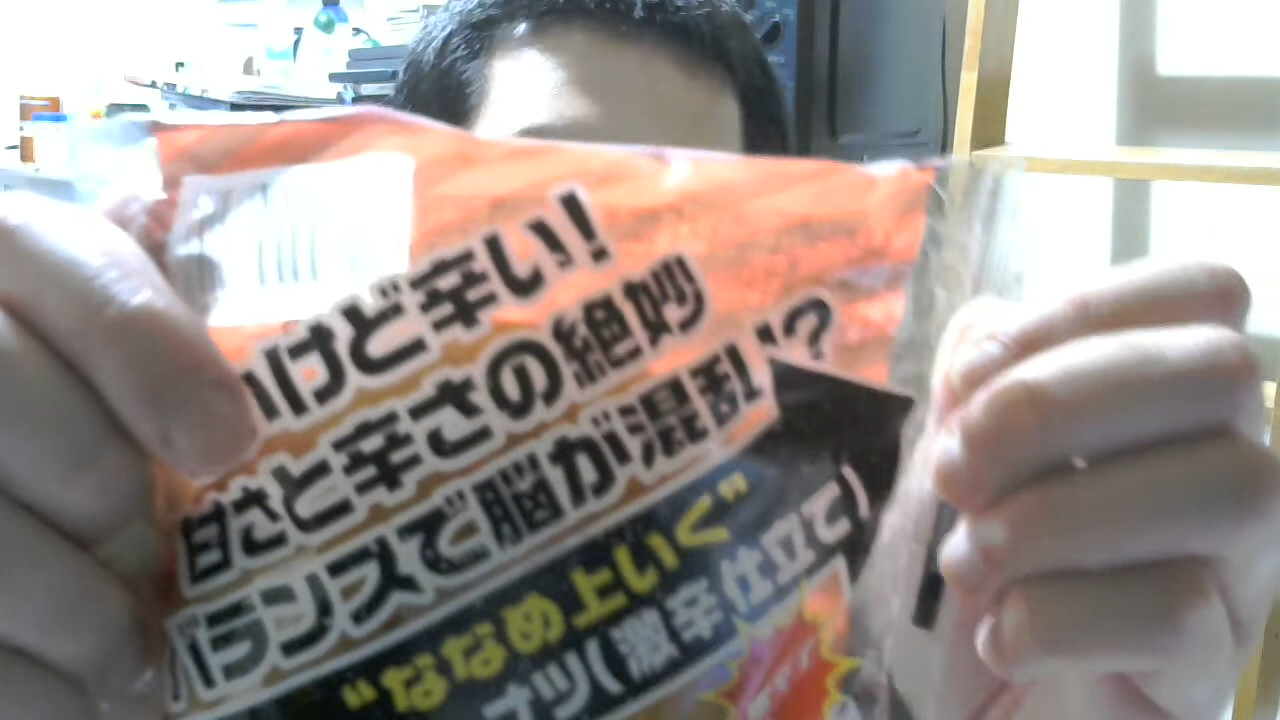 いけど辛い!
甘さと辛さの絶妙
バランスで脳が混乱!?
"ななめ上いく"
ナツ(激辛仕立て)